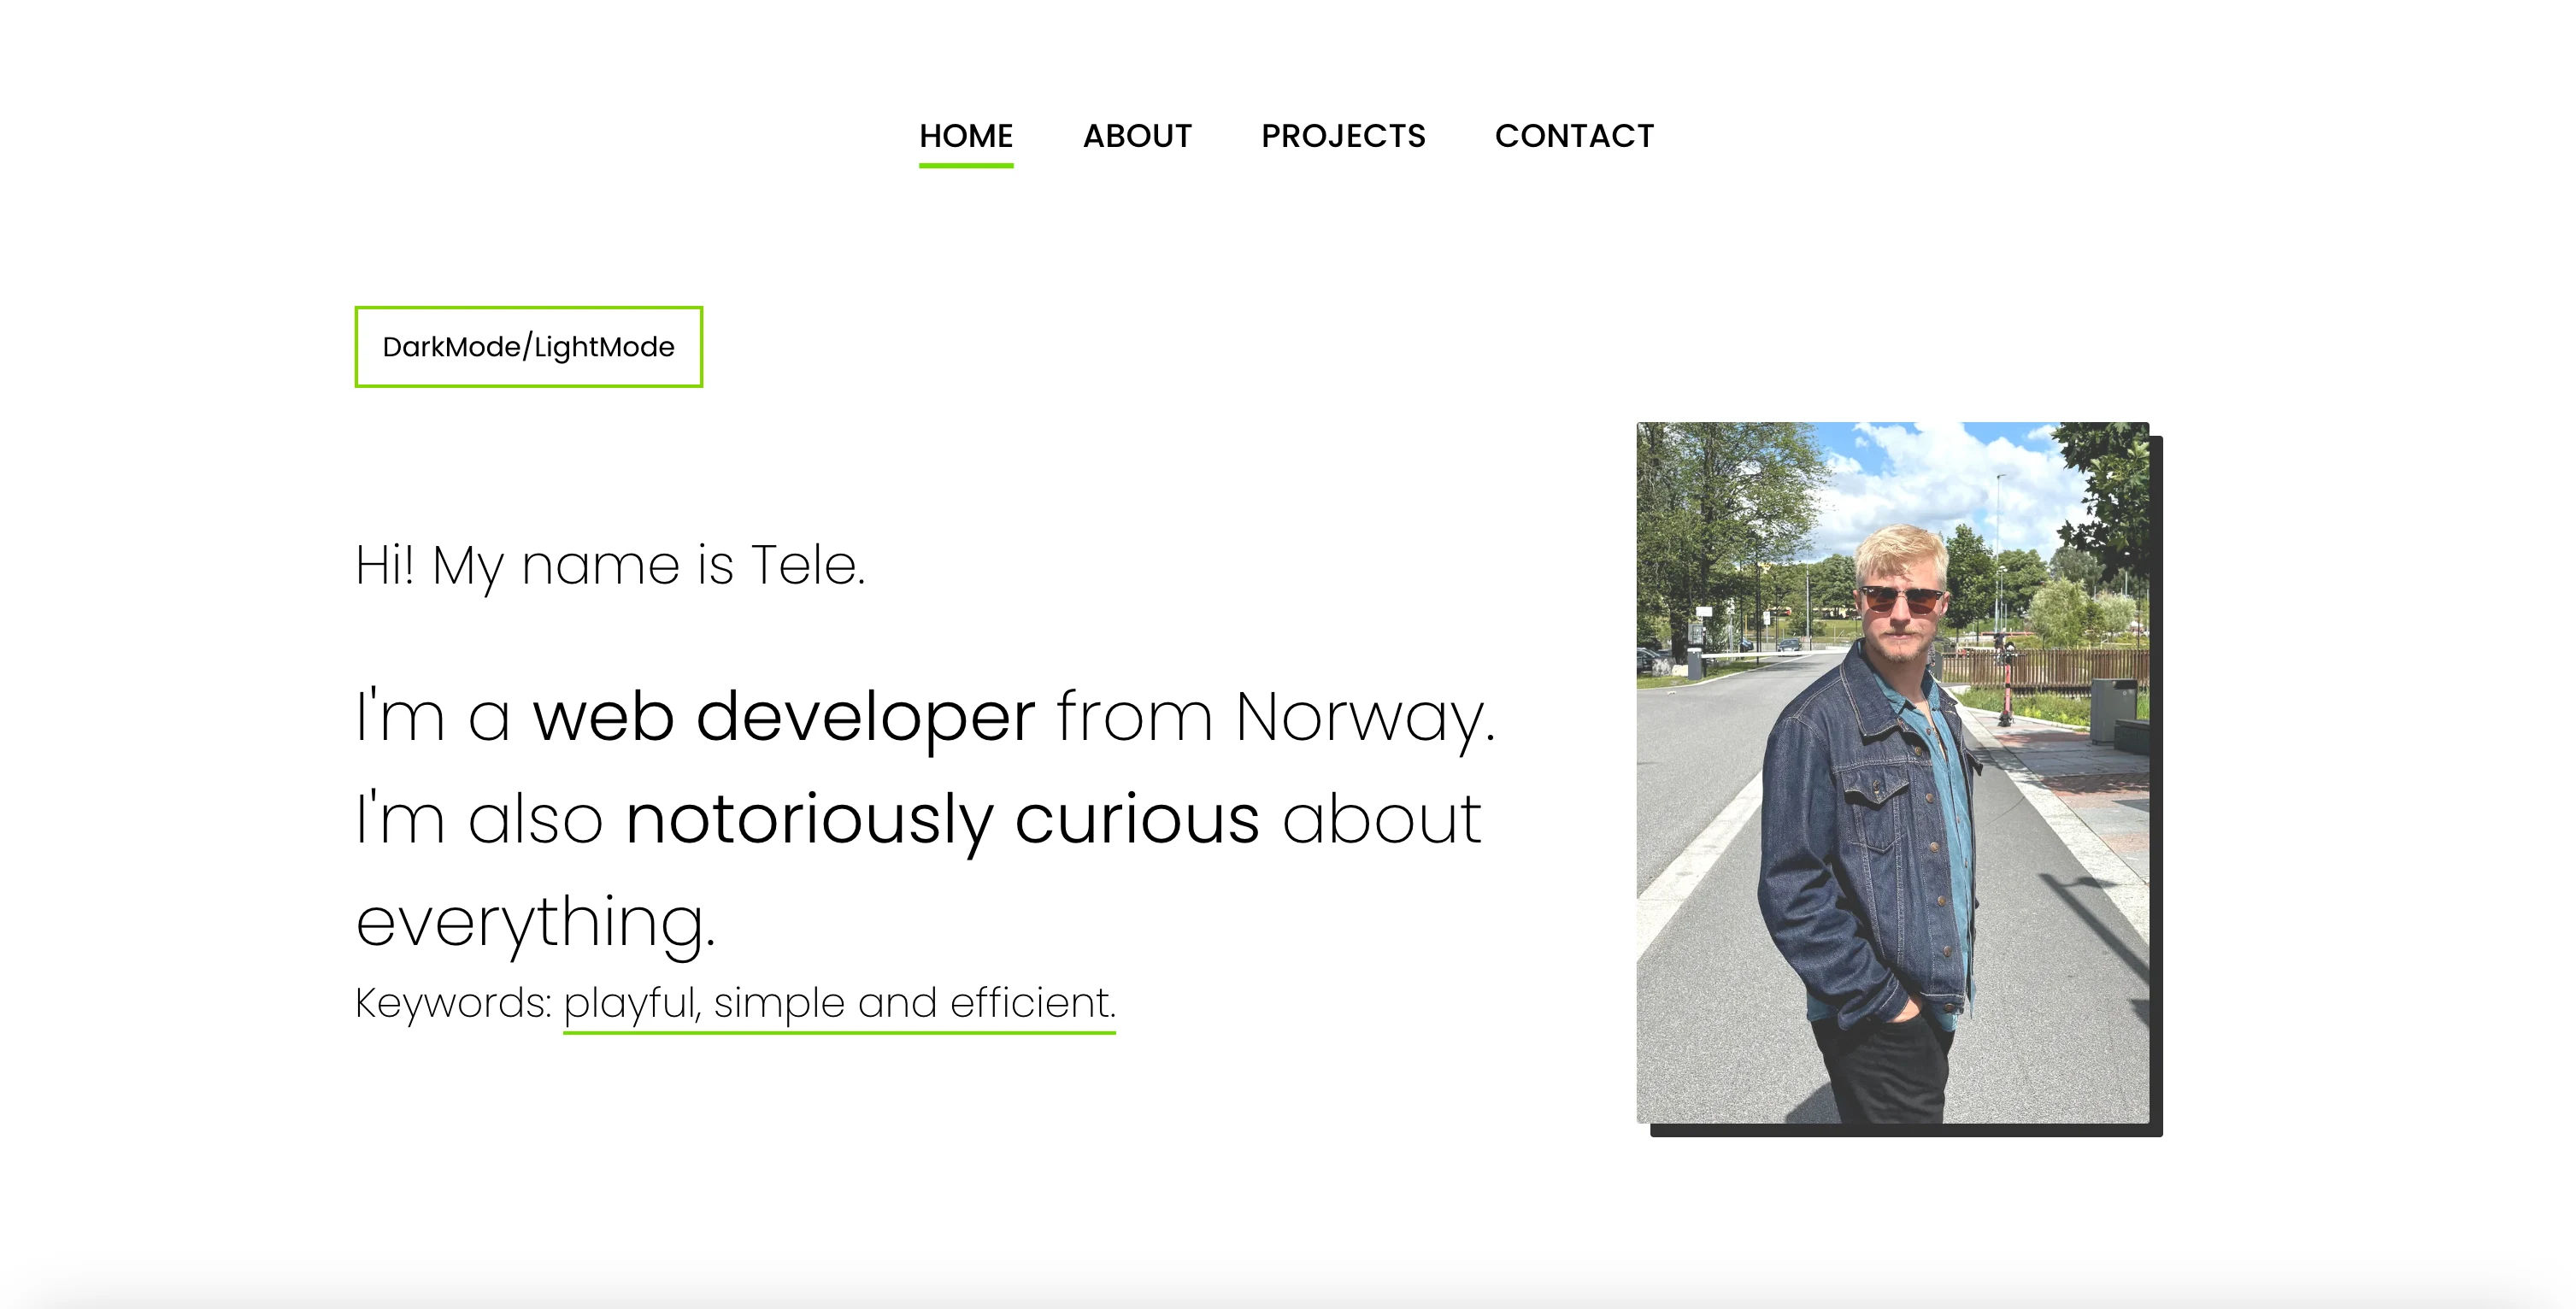 HOME ABOUT PROJECTS CONTACT
DarkMode/LightMode
Hi! My name is Tele.
I'm a web developer from Norway.
I'm also notoriously curious about
everything.
Keywords: playful, simple and efficient.